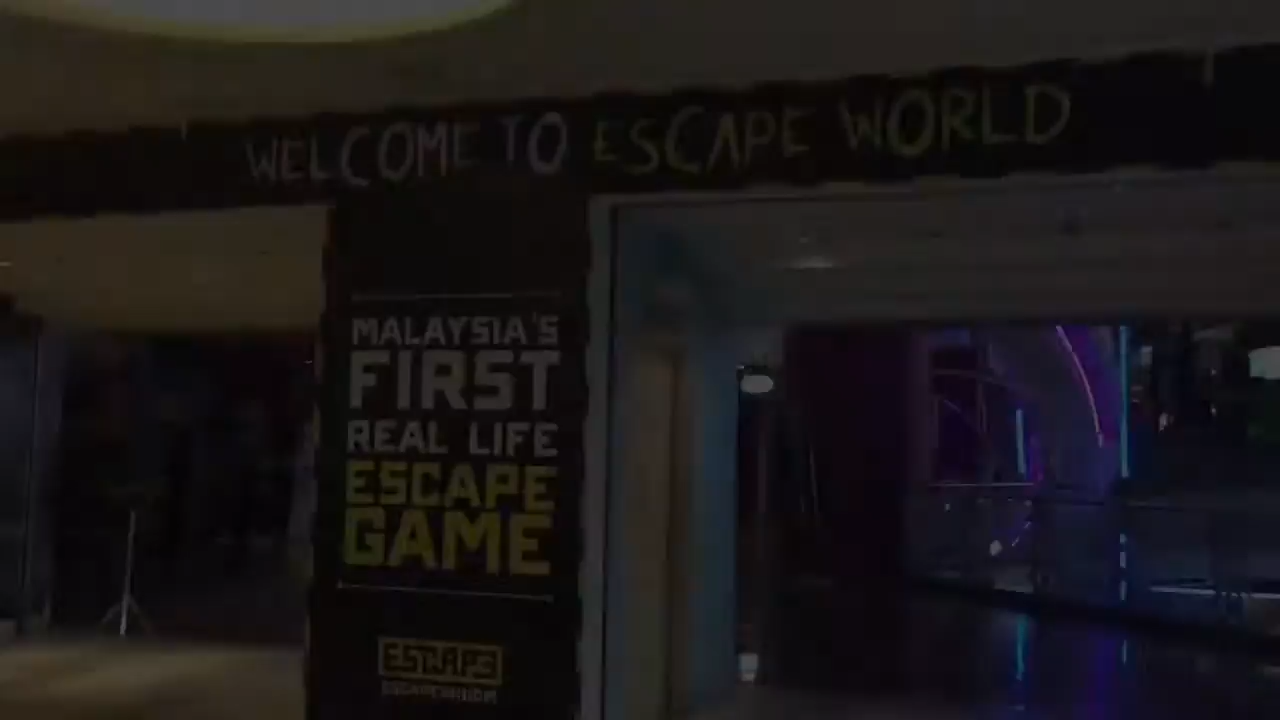 WELCOME TO ESCAPE WORLD
MALAYSIA'S
FIRST
REAL LIFE
ESCAPE
GAME
ESCAPE